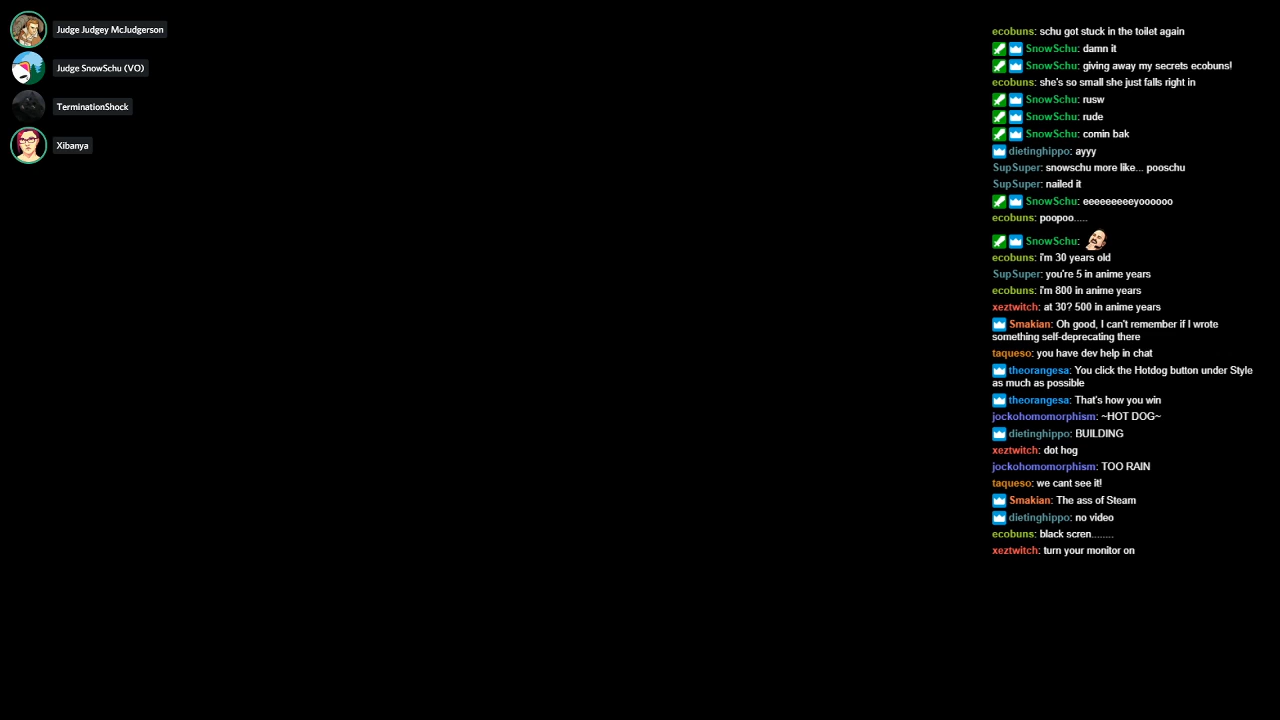 Judge Judgey McJudgerson
Judge SnowSchu (VO)
TerminationShock
Xibanya
ecobuns: schu got stuck in the toilet again
SnowSchu: damn it
SnowSchu: giving away my secrets ecobuns!
ecobuns: she's so small she just falls right in
SnowSchu: rusw
SnowSchu: rude
SnowSchu: comin bak
dietinghippo: ayyy
SupSuper: snowschu more like... pooschu
SupSuper: nailed it
SnowSchu: eeeeeeeeeyoooooo
ecobuns: poopoo.....
SnowSchu:
ecobuns: i'm 30 years old
SupSuper: you're 5 in anime years
ecobuns: i'm 800 in anime years
xeztwitch: at 30? 500 in anime years
Smakian: Oh good, I can't remember if I wrote
something self-deprecating there
taqueso: you have dev help in chat
theorangesa: You click the Hotdog button under Style
as much as possible
theorangesa: That's how you win
jockohomomorphism: ~HOT DOG~
dietinghippo: BUILDING
xeztwitch: dot hog
jockohomomorphism: TOO RAIN
taqueso: we cant see it!
Smakian: The ass of Steam
dietinghippo: no video
ecobuns: black scren........
xeztwitch: turn your monitor on